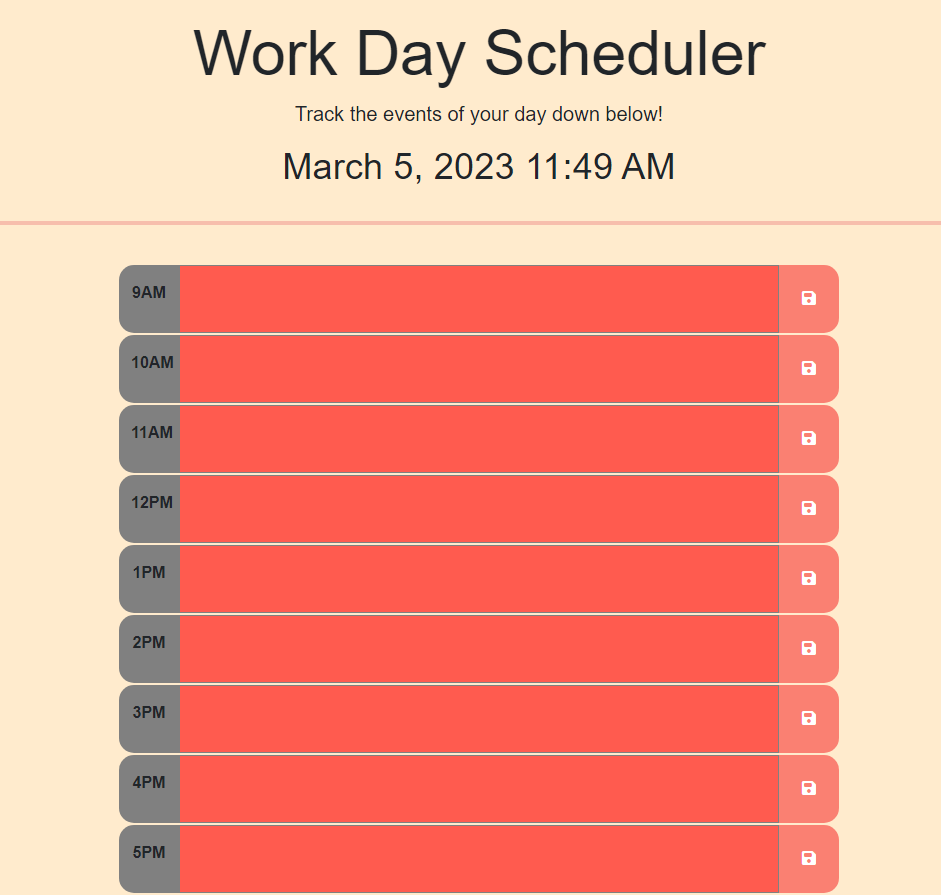 Work Day Scheduler
Track the events of your day down below!
March 5, 2023 11:49 AM
9AM
10AM
11AM
12PM
1PM
2PM
3PM
4PM
5PM